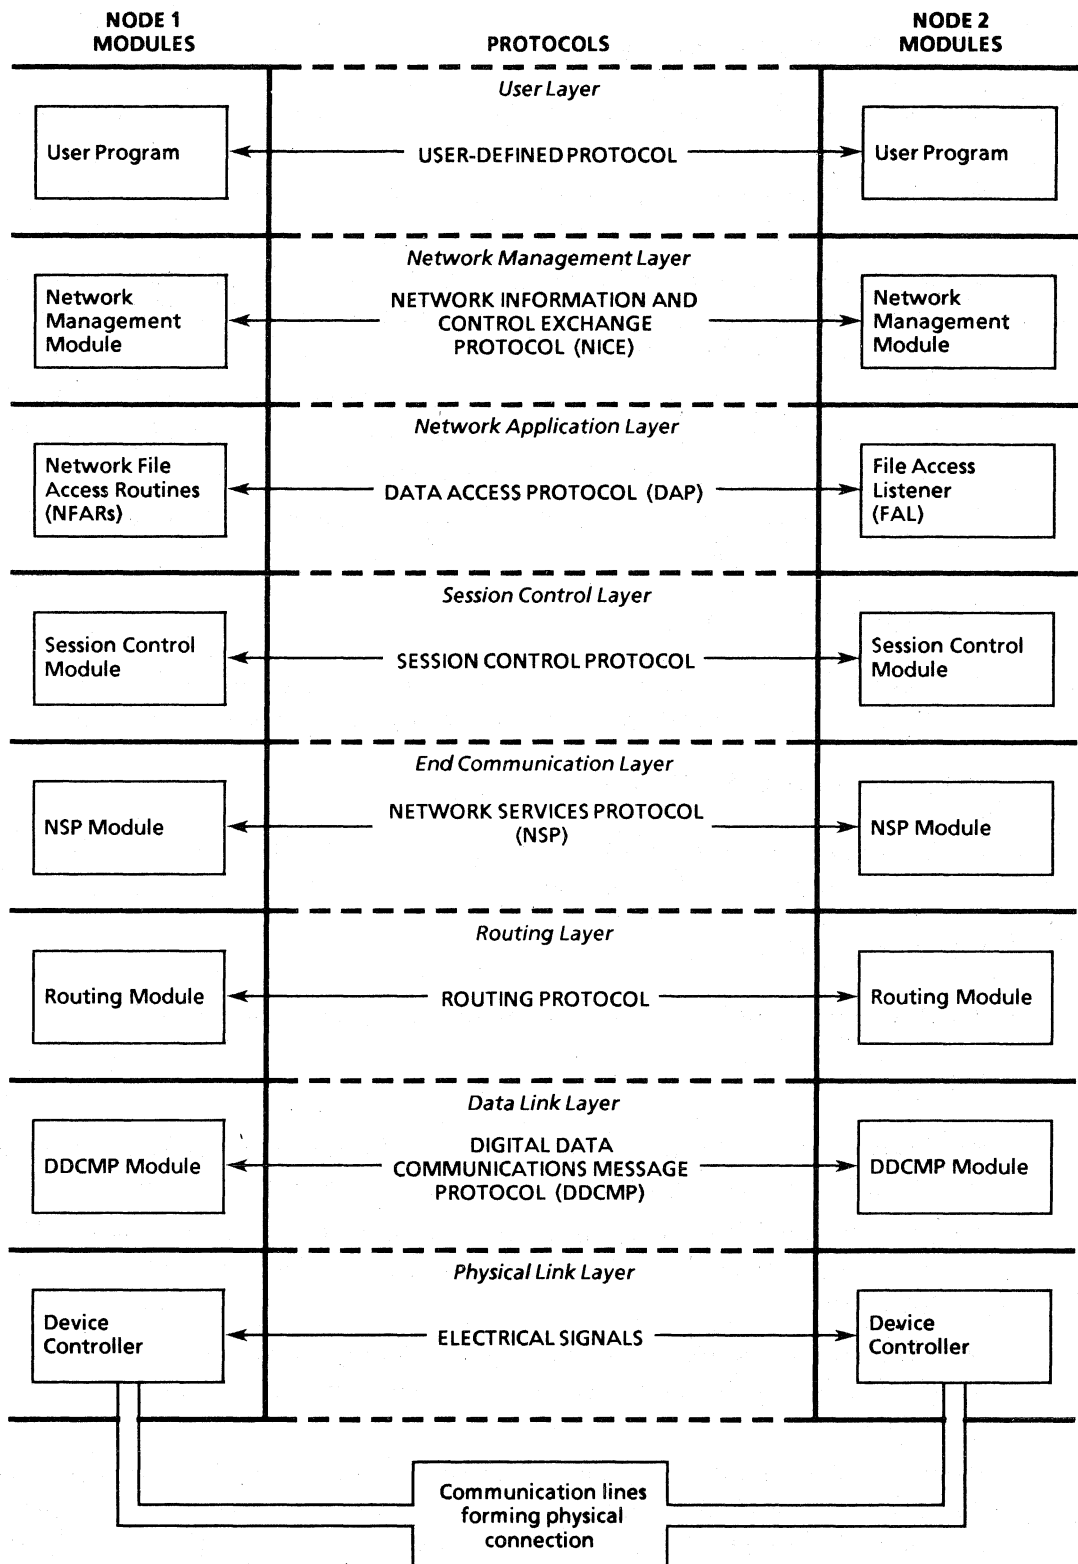 NODE 1
MODULES
PROTOCOLS
NODE 2
MODULES
User Layer
User Program
USER-DEFINED PROTOCOL
User Program
Network Management Layer
Network
Management
Module
NETWORK INFORMATION AND
CONTROL EXCHANGE
PROTOCOL (NICE)
Network
Management
Module
Network Application Layer
Network File
Access Routines
(NFARs)
DATA ACCESS PROTOCOL (DAP)
File Access
Listener
(FAL)
Session Control Layer
Session Control
Module
SESSION CONTROL PROTOCOL
Session Control
Module
End Communication Layer
NSP Module
NETWORK SERVICES PROTOCOL
(NSP)
NSP Module
Routing Layer
Routing Module
ROUTING PROTOCOL
Routing Module
Data Link Layer
DDCMP Module
DIGITAL DATA
COMMUNICATIONS MESSAGE
PROTOCOL (DDCMP)
DDCMP Module
Physical Link Layer
Device
Controller
ELECTRICAL SIGNALS
Device
Controller
Communication lines
forming physical
connection